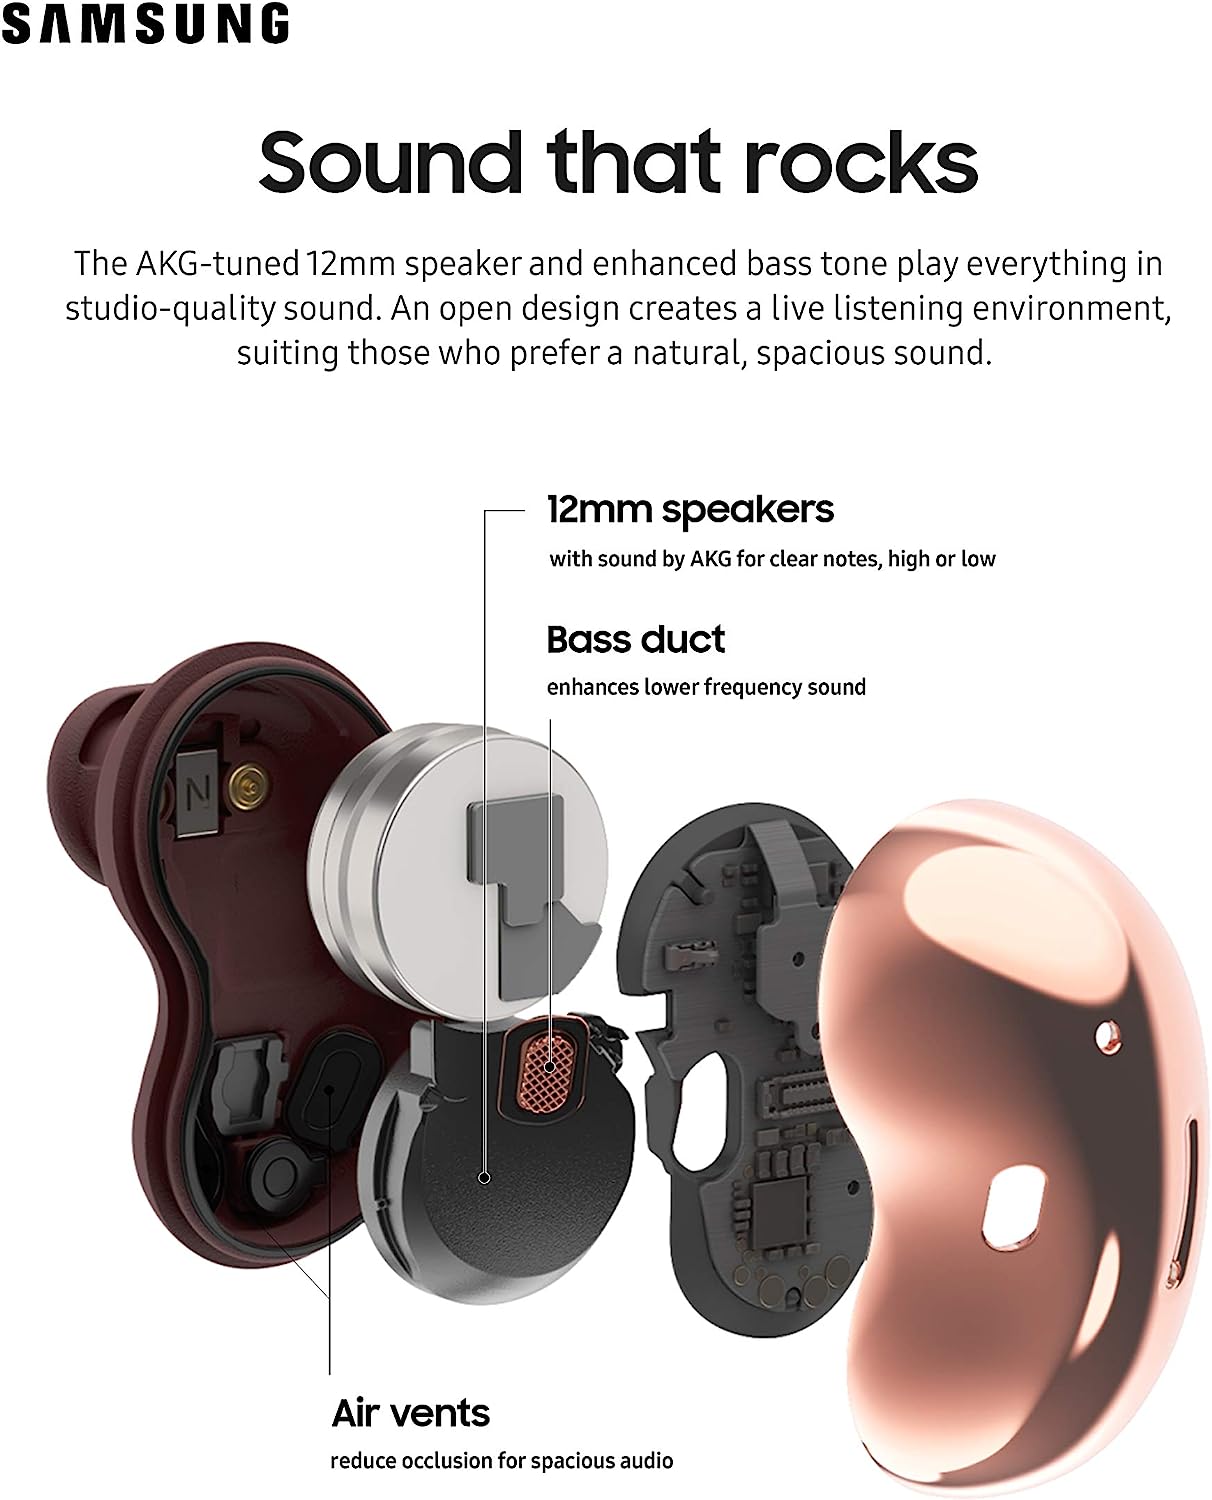 SAMSUNG
Sound that rocks
The AKG-tuned 12mm speaker and enhanced bass tone play everything in
studio-quality sound. An open design creates a live listening environment,
suiting those who prefer a natural, spacious sound.
12mm speakers
with sound by AKG for clear notes, high or low
Bass duct
enhances lower frequency sound
N
Air vents
reduce occlusion for spacious audio